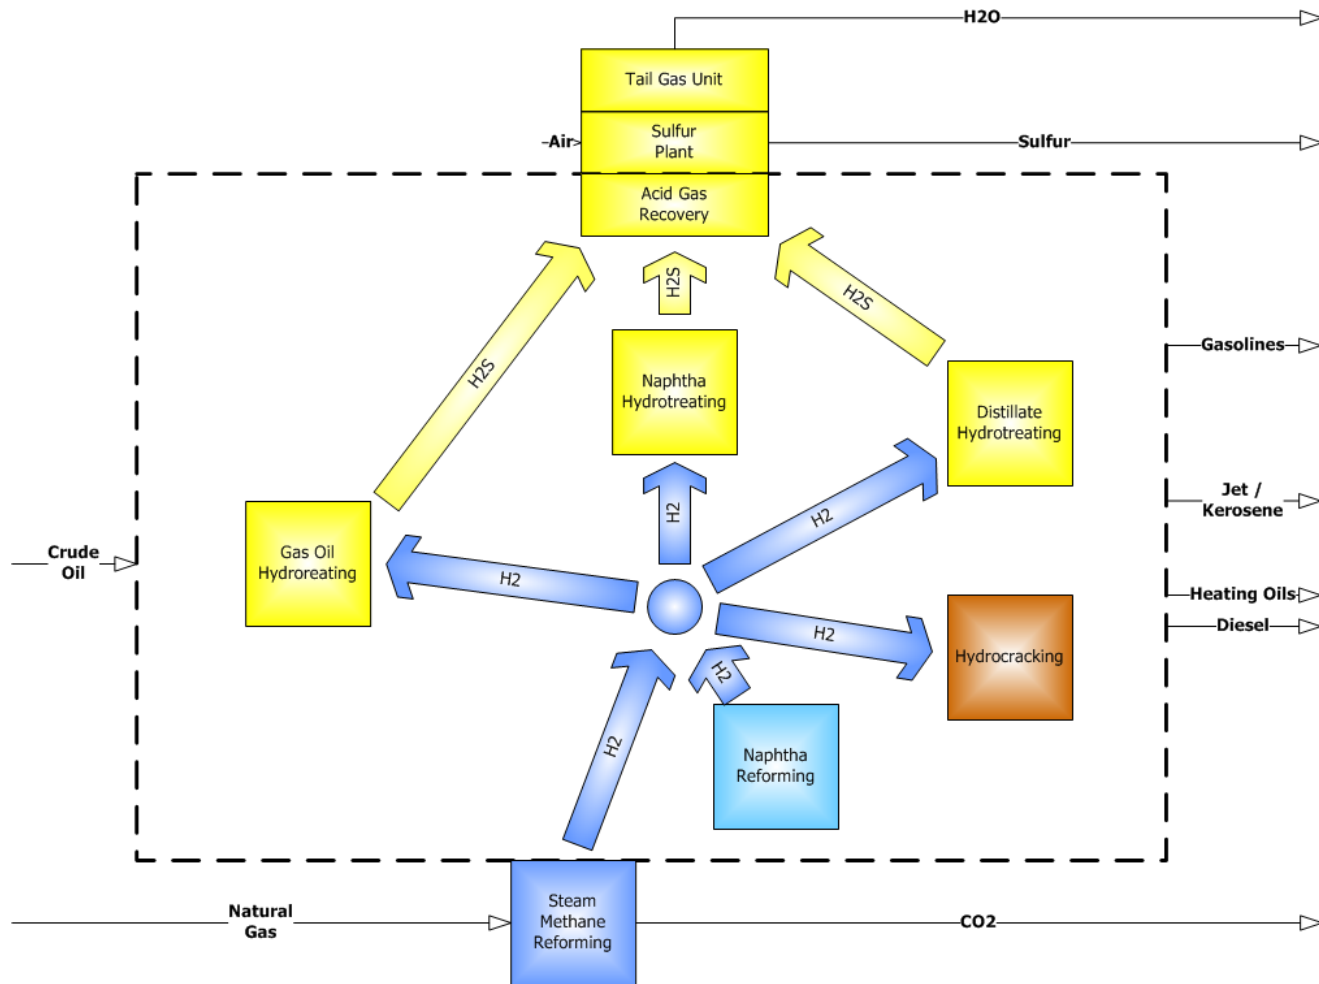 H2O
Tail Gas Unit
Air
Sulfur
Plant
Sulfur
Acid Gas
Recovery
H2S
H2S
H2S
Gasolines
Naphtha
Hydrotreating
Distillate
Hydrotreating
Jet /
Kerosene
H2
H2
Crude
Oil
Gas Oil
Hydroreating
H2
Heating Oils
Diesel
H2
Hydrocracking
H2
H2
Naphtha
Reforming
Natural
Gas
Steam
Methane
Reforming
CO2